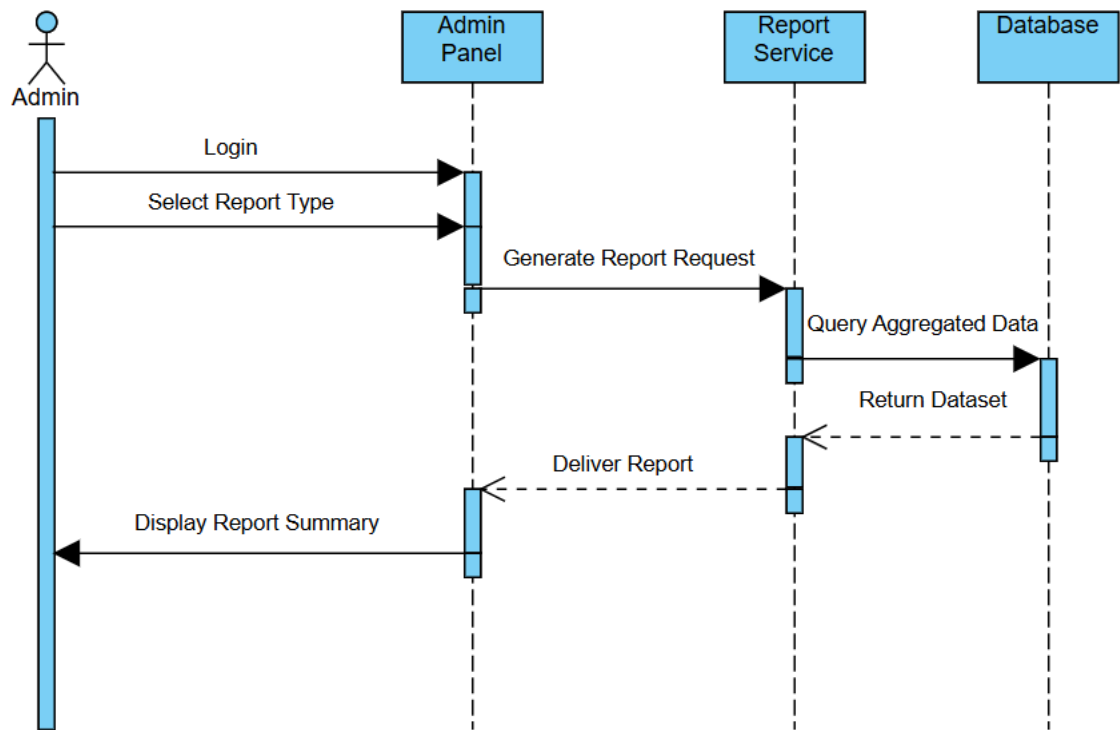 Admin
Panel
Report
Service
Database
Admin
Login
Select Report Type
Generate Report Request
Query Aggregated Data
Return Dataset
Deliver Report
Display Report Summary